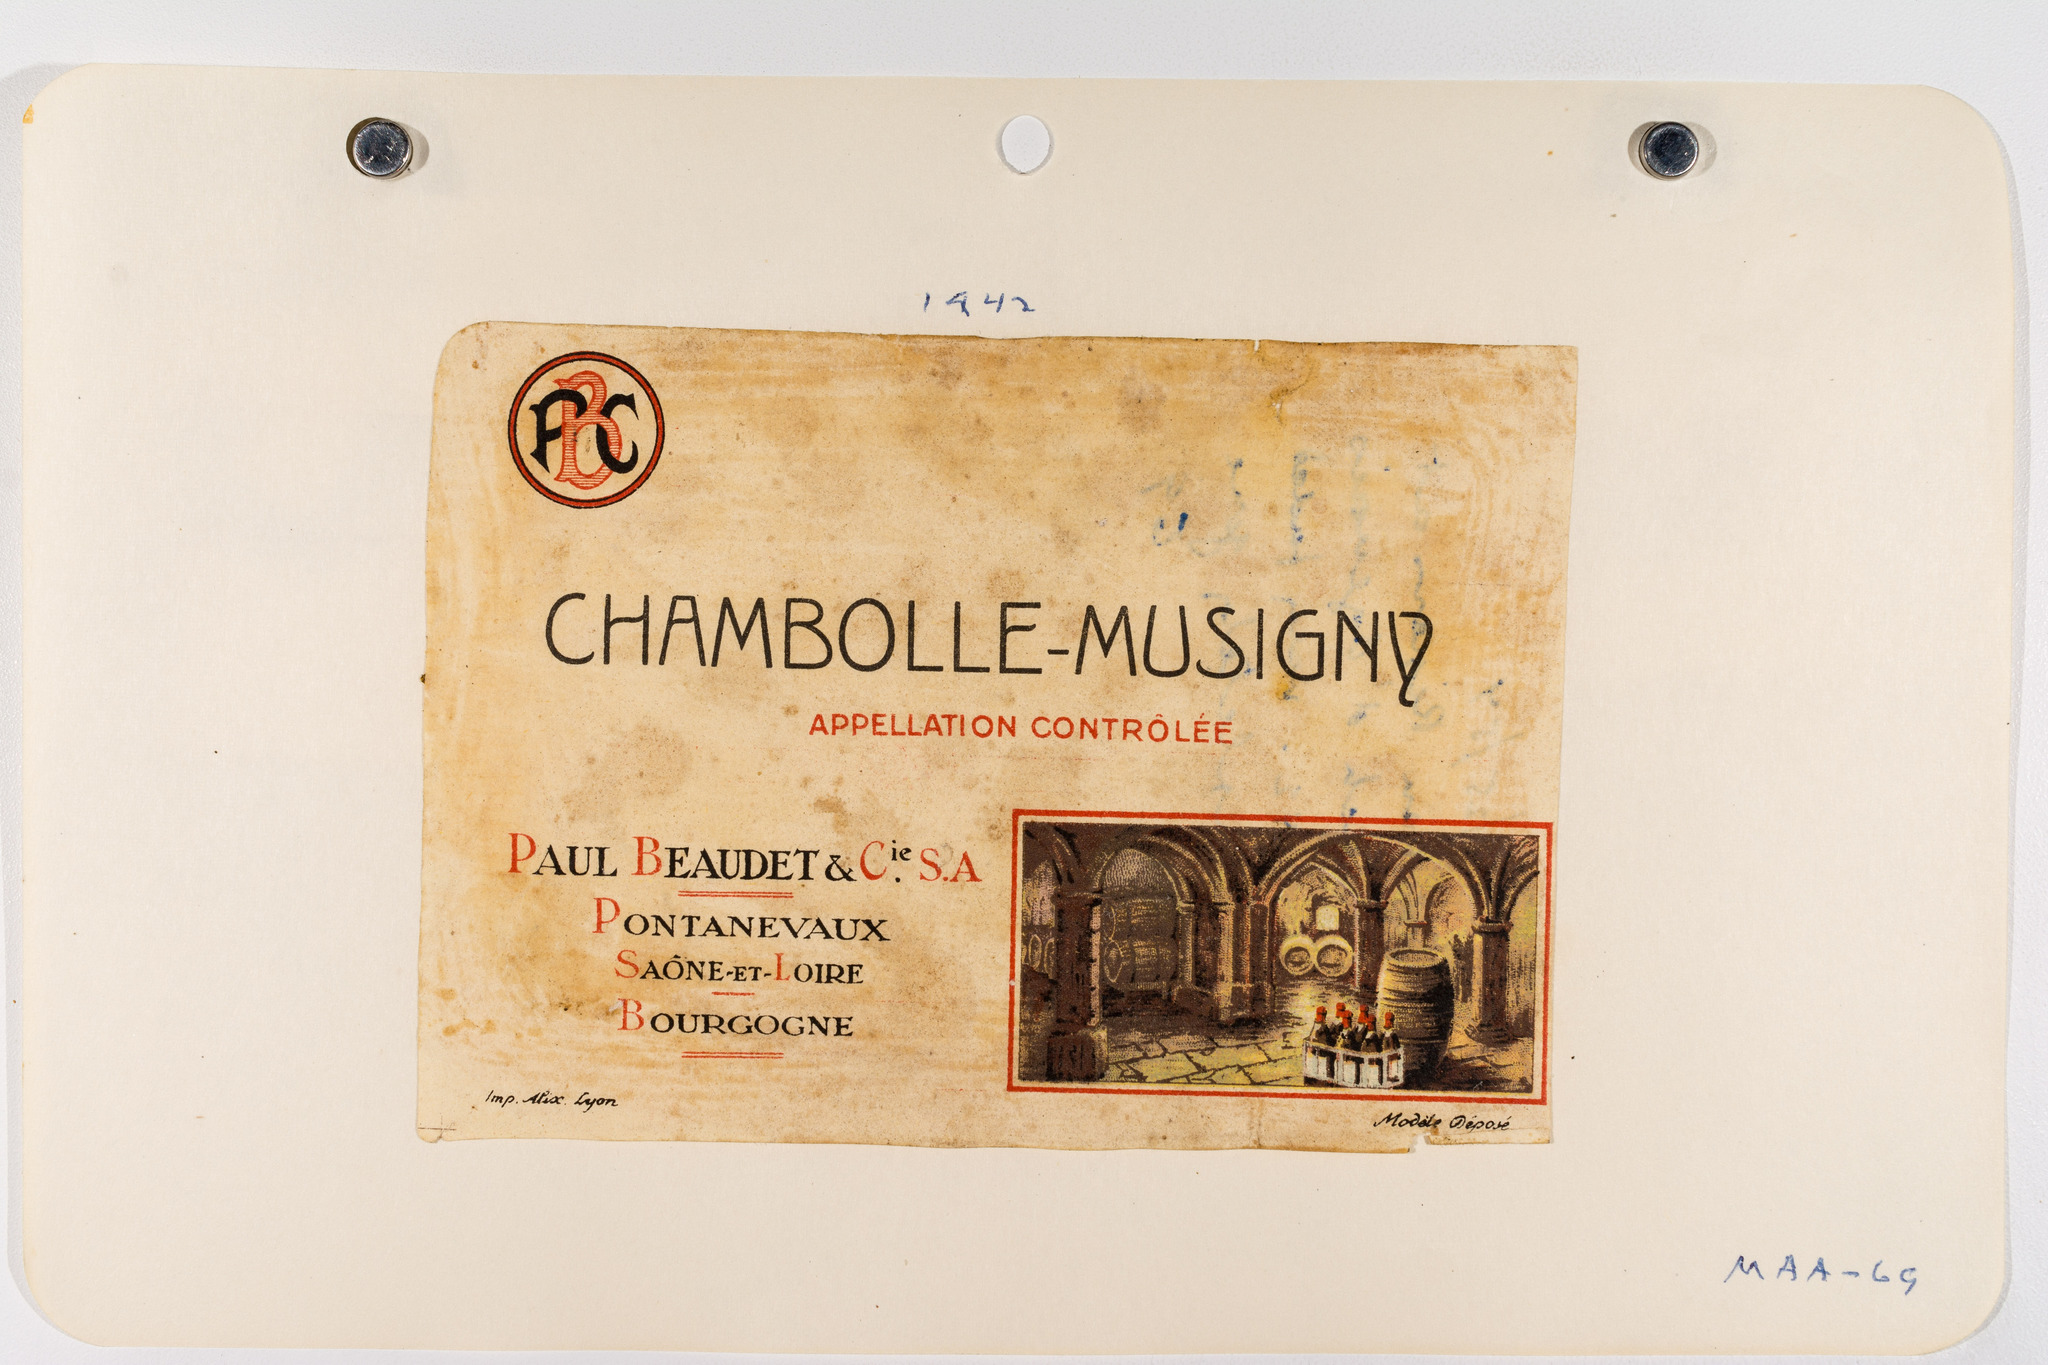 1942
PBC
CHAMBOLLE-MUSIGNY
APPELLATION CONTRÔLÉE
PAUL BEAUDET & Cie. S.A
PONTANEVAUX
SAÔNE-ET-LOIRE
BOURGOGNE
Imp. Alix. Lyon
Modèle Déposé
MAA-69